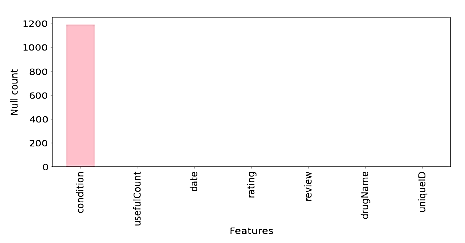 Null count
1200
1000
800
600
400
200
0
condition
usefulCount
date
rating
review
drugName
uniqueID
Features